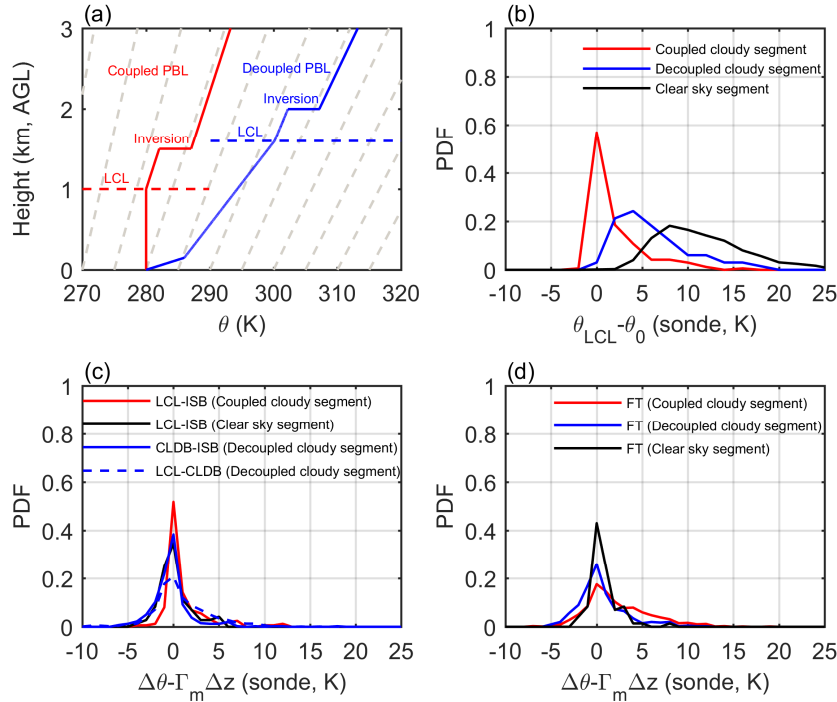 (a)
3
2
1
0
Height (km, AGL)
Coupled PBL
Deoupled PBL
Inversion
Inversion
LCL
LCL
270 280 290 300 310 320
θ (K)
(b)
1
0.8
0.6
0.4
0.2
0
PDF
Coupled cloudy segment
Decoupled cloudy segment
Clear sky segment
-10 -5 0 5 10 15 20 25
θLCL-θ0 (sonde, K)
(c)
1
0.8
0.6
0.4
0.2
0
PDF
LCL-ISB (Coupled cloudy segment)
LCL-ISB (Clear sky segment)
CLDB-ISB (Decoupled cloudy segment)
LCL-CLDB (Decoupled cloudy segment)
-10 -5 0 5 10 15 20 25
Δθ-ΓmΔz (sonde, K)
(d)
1
0.8
0.6
0.4
0.2
0
PDF
FT (Coupled cloudy segment)
FT (Decoupled cloudy segment)
FT (Clear sky segment)
-10 -5 0 5 10 15 20 25
Δθ-ΓmΔz (sonde, K)